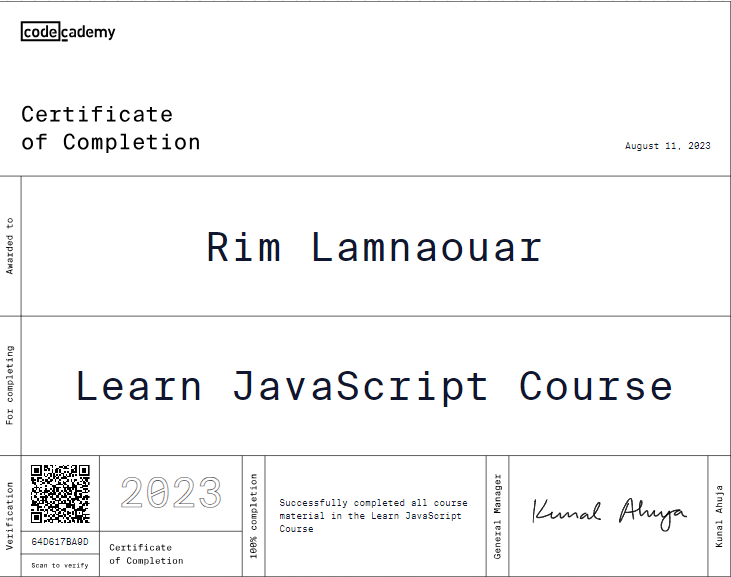 codecademy
Certificate
of Completion
August 11, 2023
Awarded to
Rim Lamnaouar
For completing
Learn JavaScript Course
Verification
64D617BA9D
Scan to verify
2023
Certificate
of Completion
100% completion
Successfully completed all course
material in the Learn JavaScript
Course
General Manager
Kunal Ahuja
Kunal Ahuja